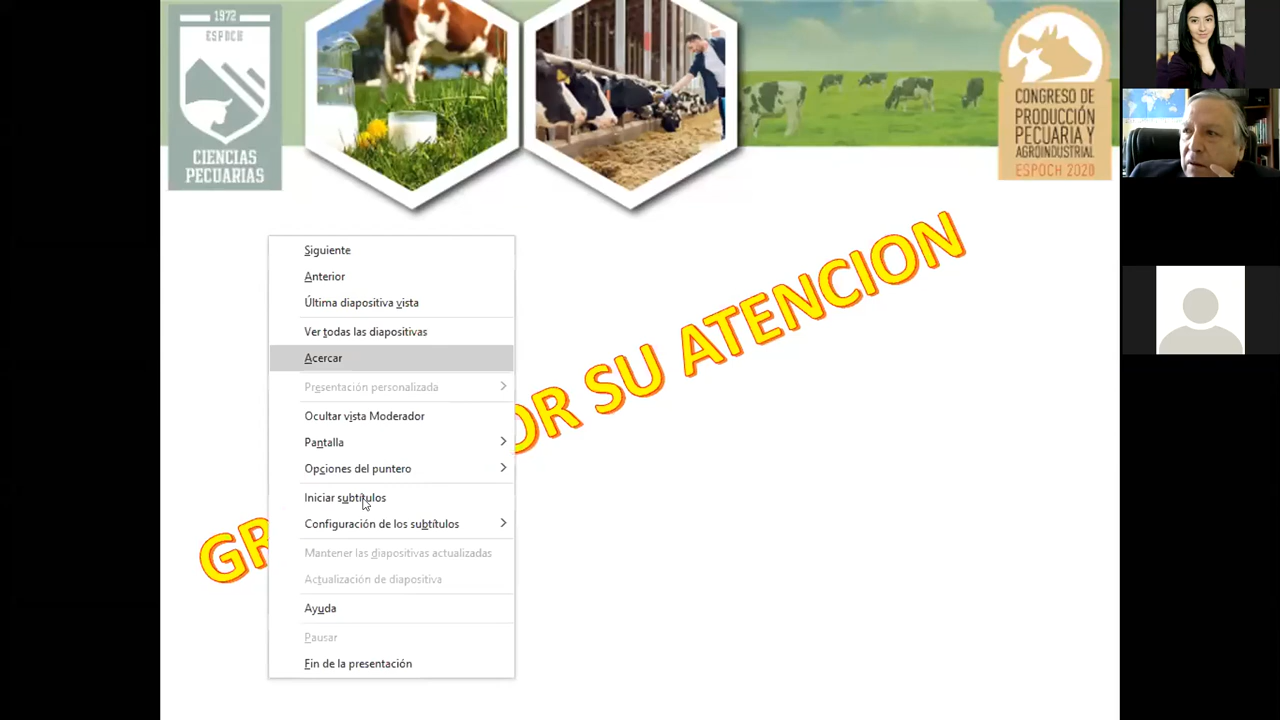 1972
ESPOCH
CIENCIAS
PECUARIAS
CONGRESO DE
PRODUCCIÓN
PECUARIA Y
AGROINDUSTRIAL
ESPOCH 2020
Siguiente
Anterior
Última diapositiva vista
Ver todas las diapositivas
Acercar
Presentación personalizada
Ocultar vista Moderador
Pantalla
Opciones del puntero
Iniciar subtítulos
Configuración de los subtítulos
Mantener las diapositivas actualizadas
Actualización de diapositiva
Ayuda
Pausar
Fin de la presentación
GR OR SU ATENCION